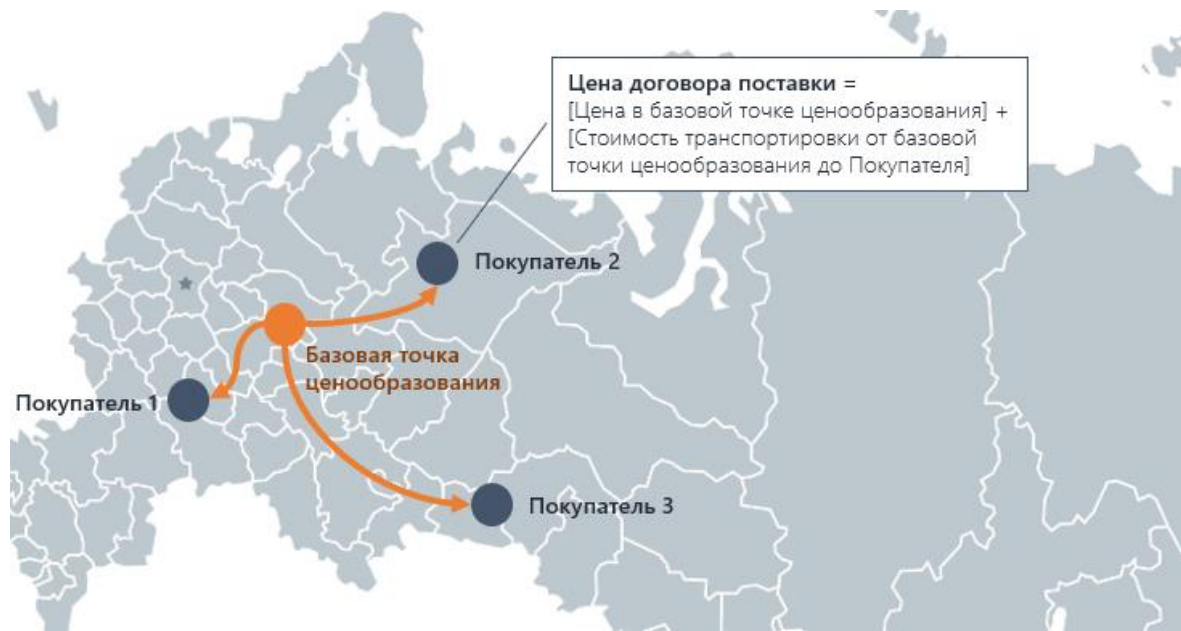 Цена договора поставки =
[Цена в базовой точке ценообразования] +
[Стоимость транспортировки от базовой
точки ценообразования до Покупателя]
Покупатель 2
Базовая точка
ценообразования
Покупатель 1
Покупатель 3